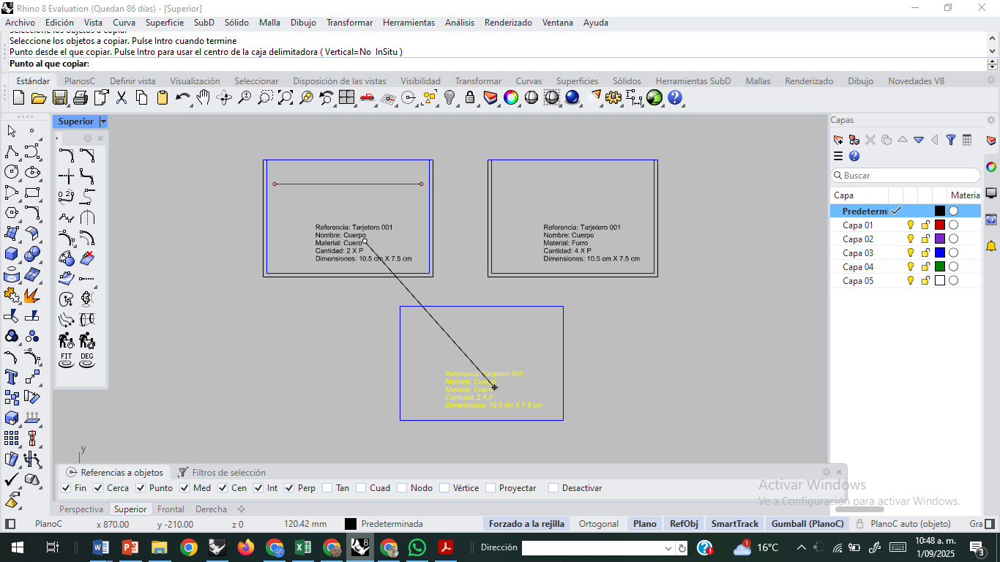 Rhino 8 Evaluation (Quedan 86 días) - [Superior]
Archivo Edición Vista Curva Superficie SubD Sólido Malla Dibujo Transformar Herramientas Análisis Renderizado Ventana Ayuda
Seleccione los objetos a copiar
Seleccione los objetos a copiar. Pulse Intro cuando termine
Punto desde el que copiar. Pulse Intro para usar el centro de la caja delimitadora ( Vertical=No InSitu )
Punto al que copiar:
Estándar PlanosC Definir vista Visualización Seleccionar Disposición de las vistas Visibilidad Transformar Curvas Superficies Sólidos Herramientas SubD Mallas Renderizado Dibujo Novedades V8
Superior
Capas
Buscar
Capa Materia
Predetermi
Capa 01
Capa 02
Capa 03
Capa 04
Capa 05
Referencia: Tarjetero 001
Nombre: Cuerpo
Material: Cuero
Cantidad: 2 X P
Dimensiones: 10.5 cm X 7.5 cm
Referencia: Tarjetero 001
Nombre: Cuerpo
Material: Forro
Cantidad: 4 X P
Dimensiones: 10.5 cm X 7.5 cm
Referencia: Tarjetero 001
Nombre: Cuerpo
Material: Cuero
Cantidad: 2 X P
Dimensiones: 10.5 cm X 7.5 cm
FIT DEG
y
Referencias a objetos Filtros de selección
Fin Cerca Punto Med Cen Int Perp Tan Cuad Nodo Vértice Proyectar Desactivar
Activar Windows
Ve a Configuración para activar Windows.
Perspectiva Superior Frontal Derecha
PlanoC x 870.00 y -210.00 z 0 120.42 mm Predeterminada Forzado a la rejilla Ortogonal Plano RefObj SmartTrack Gumball (PlanoC) PlanoC auto (objeto) Gra
Dirección 16°C 10:48 a. m.
1/09/2025
3